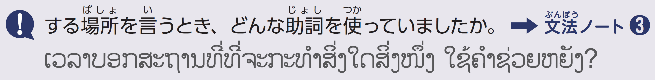 する場所を言うとき、どんな助詞を使っていましたか。 ➡ 文法ノート❸
ເວລາບອກສະຖານທີ່ທີ່ຈະກະທຳສິ່ງໃດສິ່ງໜຶ່ງ ໃຊ້ຄຳຊ່ວຍຫຍັງ?